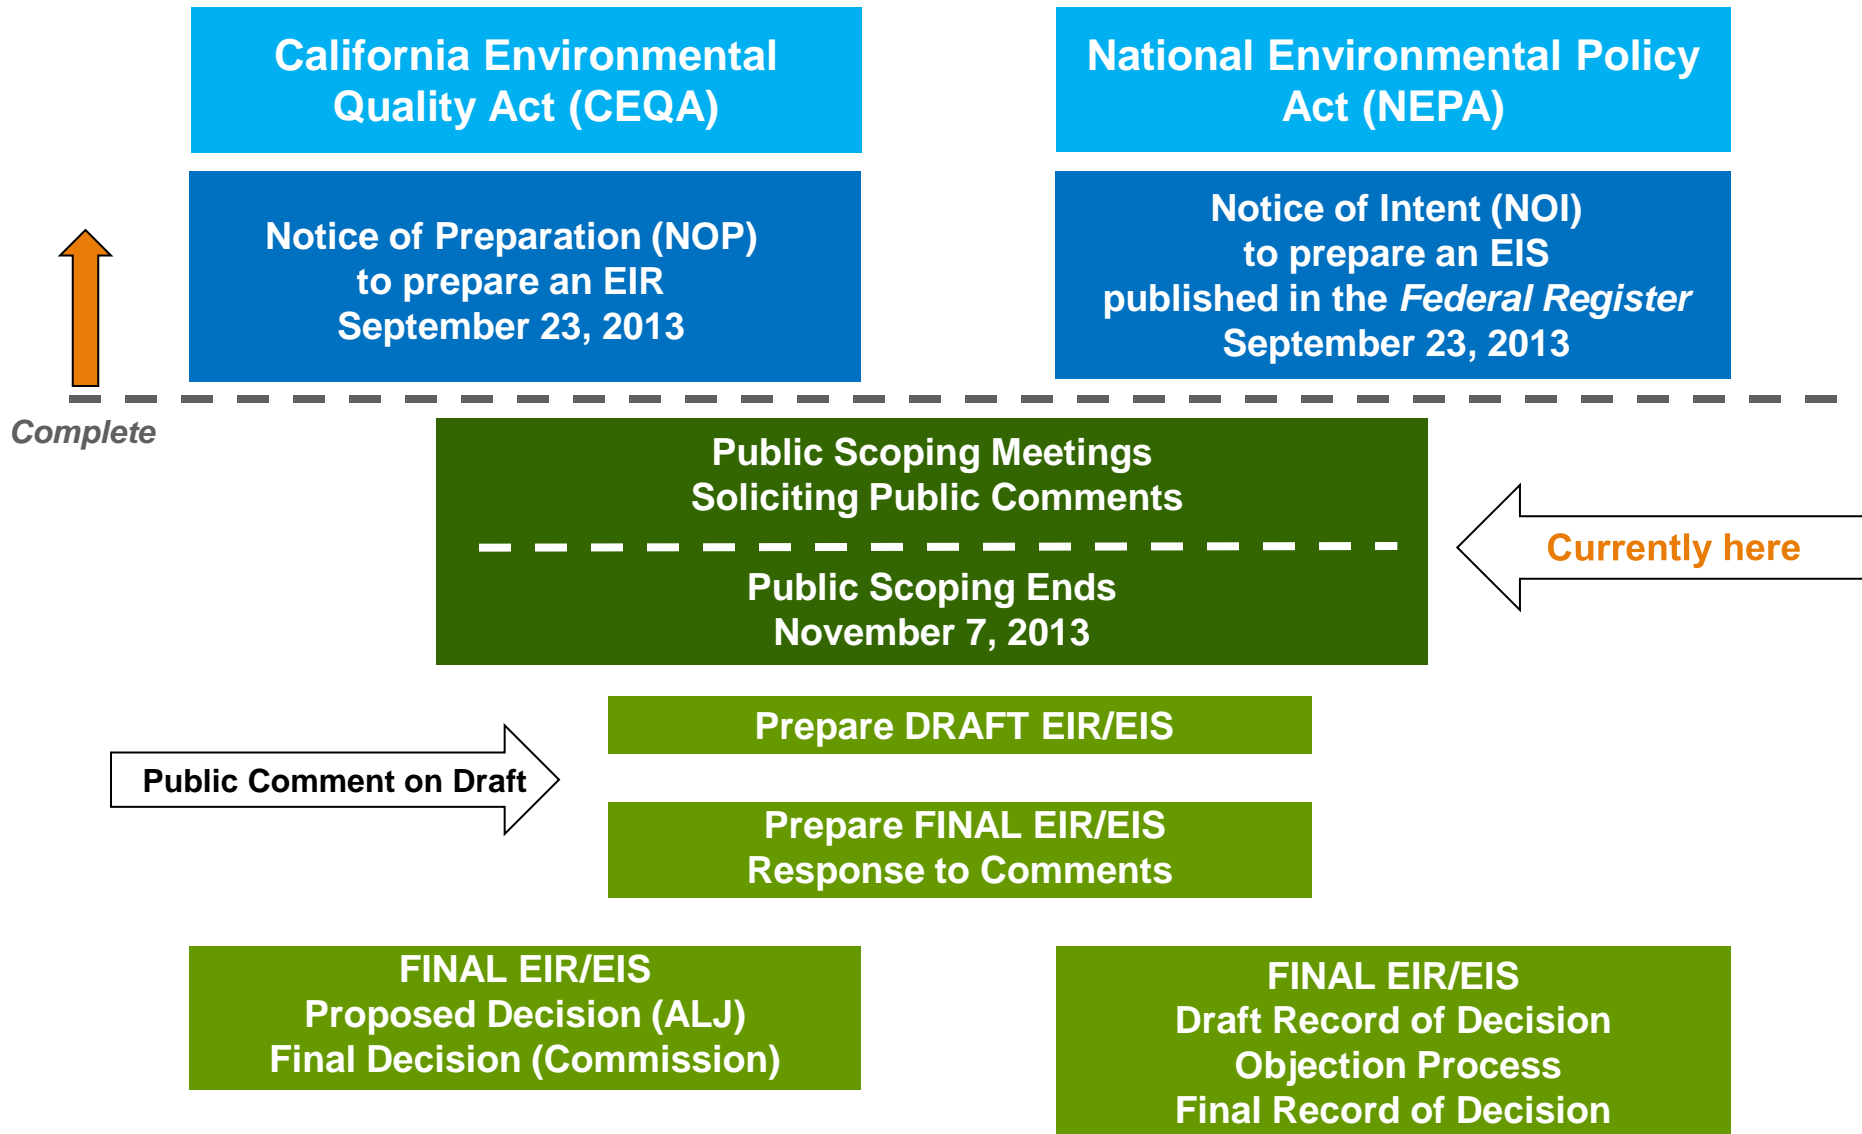 California Environmental
Quality Act (CEQA)
National Environmental Policy
Act (NEPA)
Notice of Preparation (NOP)
to prepare an EIR
September 23, 2013
Notice of Intent (NOI)
to prepare an EIS
published in the Federal Register
September 23, 2013
Complete
Public Scoping Meetings
Soliciting Public Comments
Public Scoping Ends
November 7, 2013
Currently here
Prepare DRAFT EIR/EIS
Public Comment on Draft
Prepare FINAL EIR/EIS
Response to Comments
FINAL EIR/EIS
Proposed Decision (ALJ)
Final Decision (Commission)
FINAL EIR/EIS
Draft Record of Decision
Objection Process
Final Record of Decision